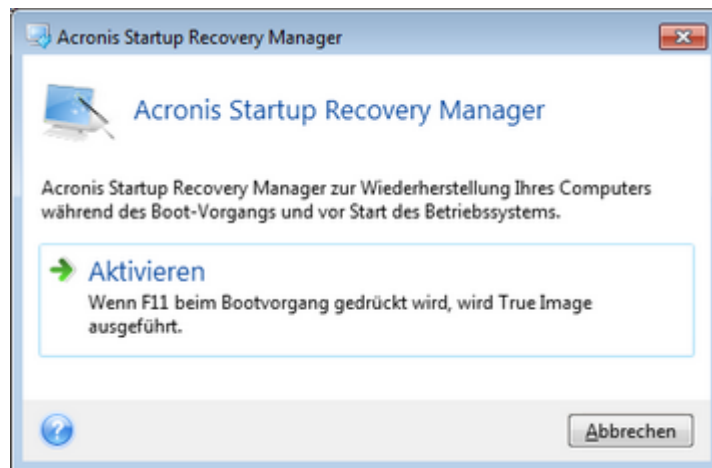 Acronis Startup Recovery Manager
Acronis Startup Recovery Manager
Acronis Startup Recovery Manager zur Wiederherstellung Ihres Computers
während des Boot-Vorgangs und vor Start des Betriebssystems.
Aktivieren
Wenn F11 beim Bootvorgang gedrückt wird, wird True Image
ausgeführt.
Abbrechen